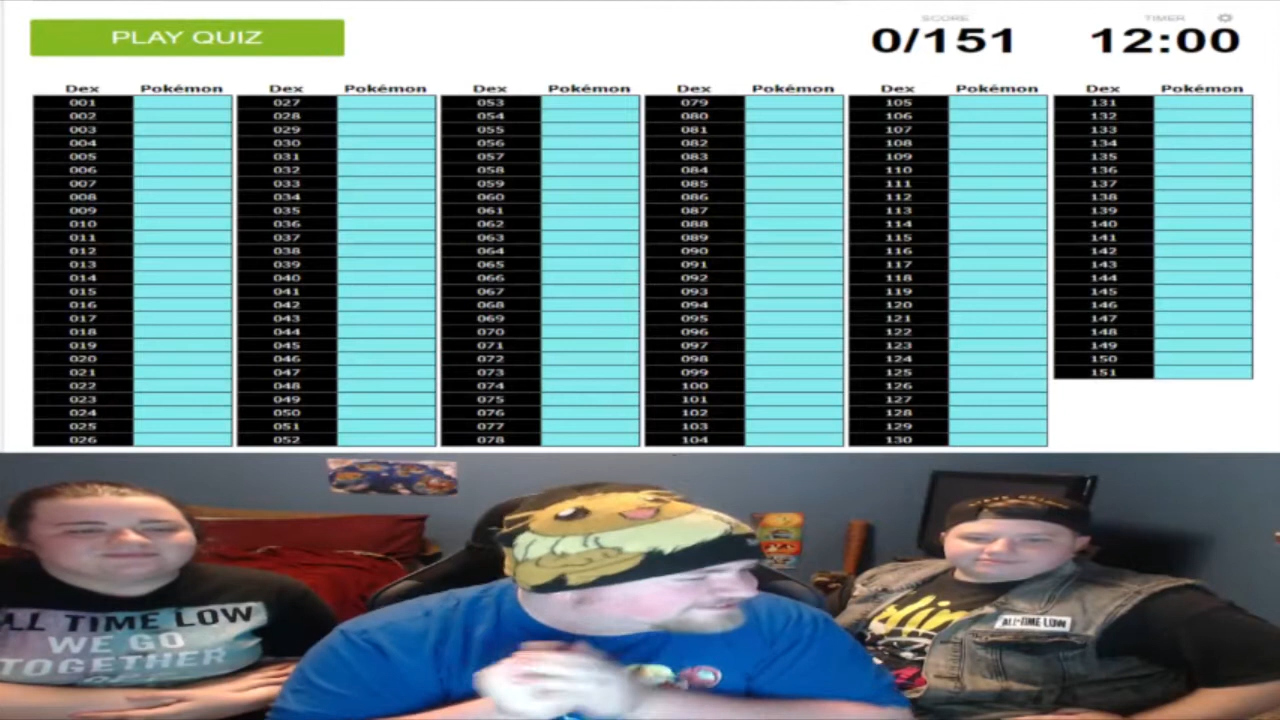 PLAY QUIZ
SCORE
0/151
TIMER
12:00
Dex Pokémon Dex Pokémon Dex Pokémon Dex Pokémon Dex Pokémon Dex Pokémon
001 027 053 079 105 131
002 028 054 080 106 132
003 029 055 081 107 133
004 030 056 082 108 134
005 031 057 083 109 135
006 032 058 084 110 136
007 033 059 085 111 137
008 034 060 086 112 138
009 035 061 087 113 139
010 036 062 088 114 140
011 037 063 089 115 141
012 038 064 090 116 142
013 039 065 091 117 143
014 040 066 092 118 144
015 041 067 093 119 145
016 042 068 094 120 146
017 043 069 095 121 147
018 044 070 096 122 148
019 045 071 097 123 149
020 046 072 098 124 150
021 047 073 099 125 151
022 048 074 100 126
023 049 075 101 127
024 050 076 102 128
025 051 077 103 129
026 052 078 104 130
ALL TIME LOW
WE GO
TOGETHER
ALL TIME LOW